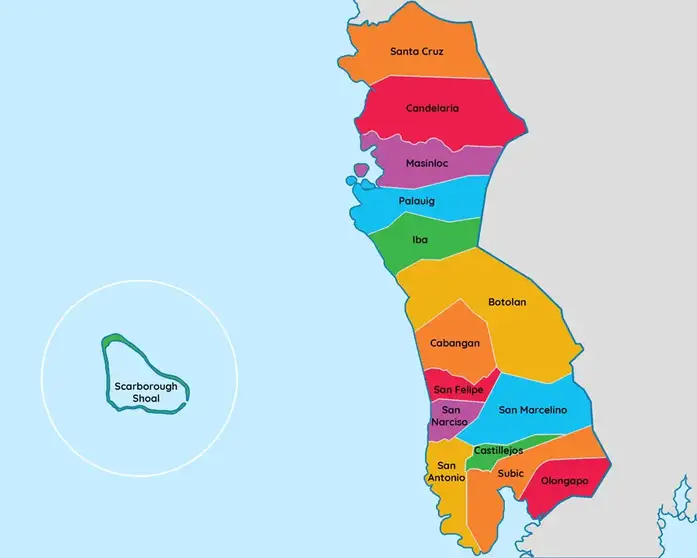 Santa Cruz
Candelaria
Masinloc
Palauig
Iba
Botolan
Cabangan
Scarborough
Shoal
San Felipe
San
Narciso
San Marcelino
Castillejos
San
Antonio
Subic
Olongapo